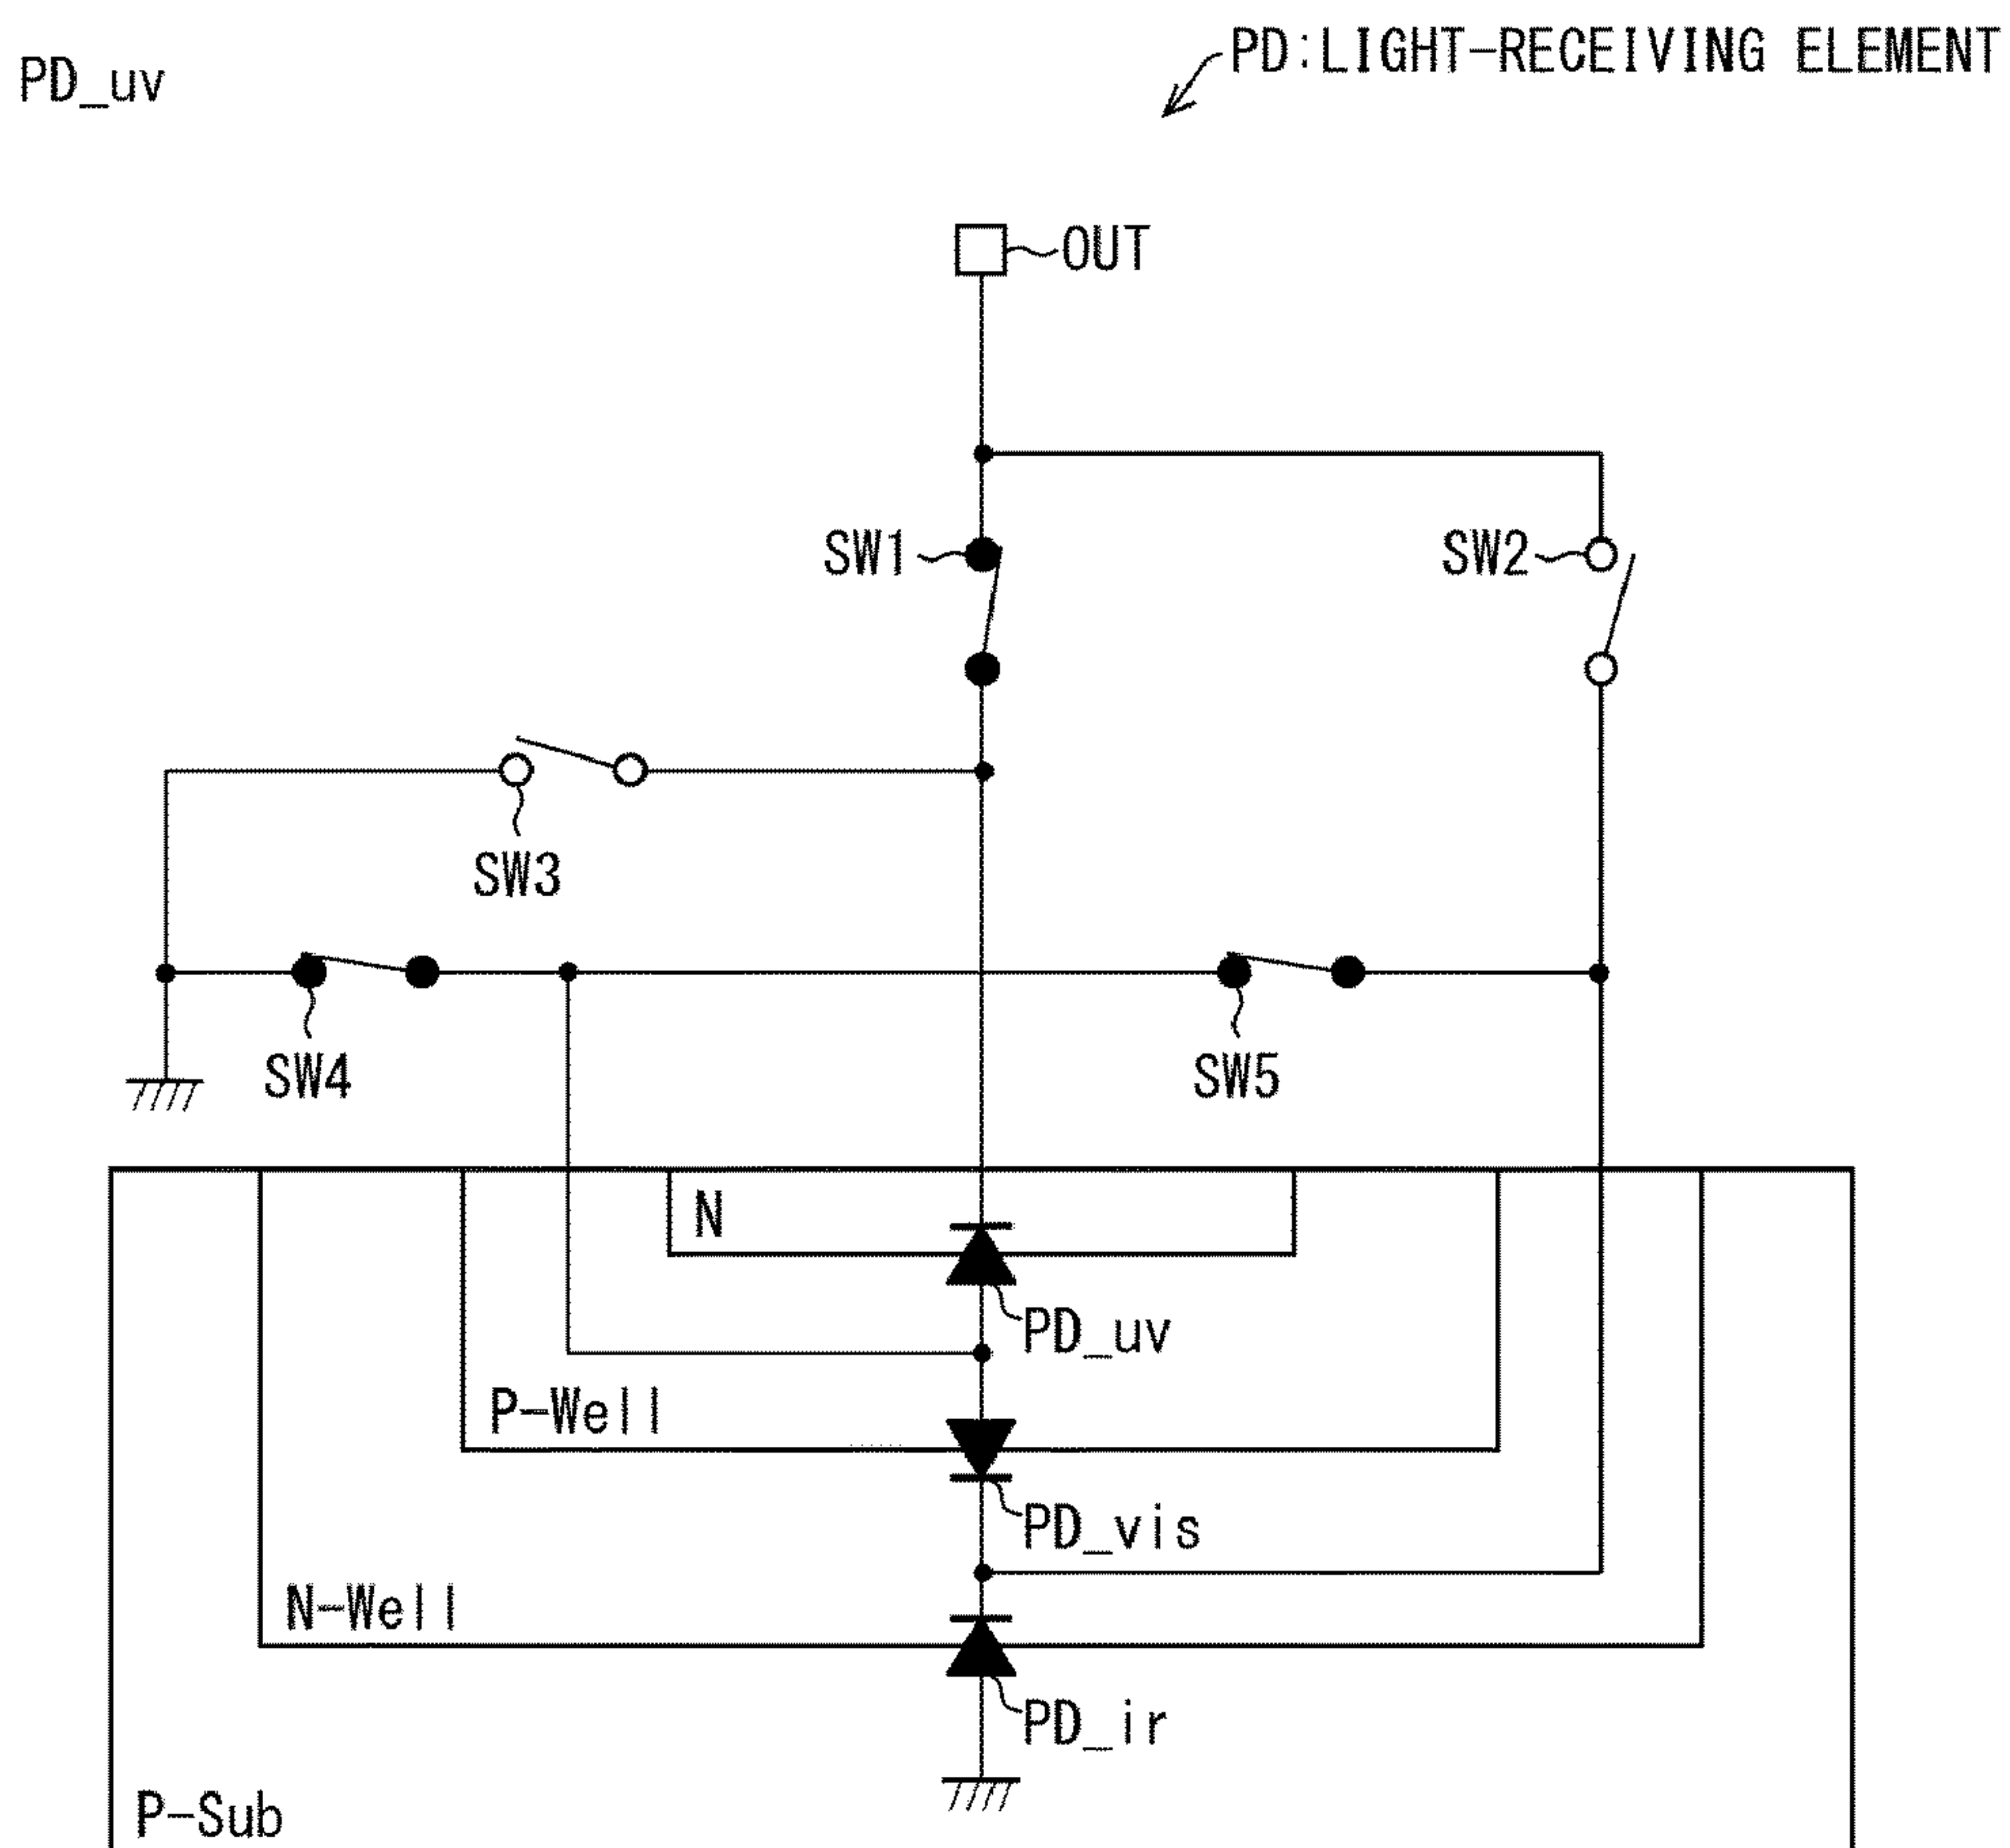 PD:LIGHT-RECEIVING ELEMENT
PD_uv
OUT
SW1
SW2
SW3
SW4
SW5
N
PD_uv
P-Well
PD_vis
N-Well
PD_ir
P-Sub